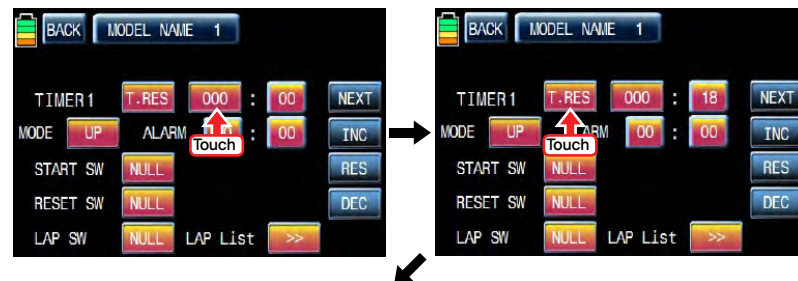 BACK MODEL NAME 1
TIMER1 T.RES 000 : 00 NEXT
MODE UP ALARM : 00 INC
Touch
START SW NULL RES
RESET SW NULL DEC
LAP SW NULL LAP List >>
BACK MODEL NAME 1
TIMER1 T.RES 000 : 18 NEXT
MODE UP ARM 00 : 00 INC
Touch
START SW NULL RES
RESET SW NULL DEC
LAP SW NULL LAP List >>